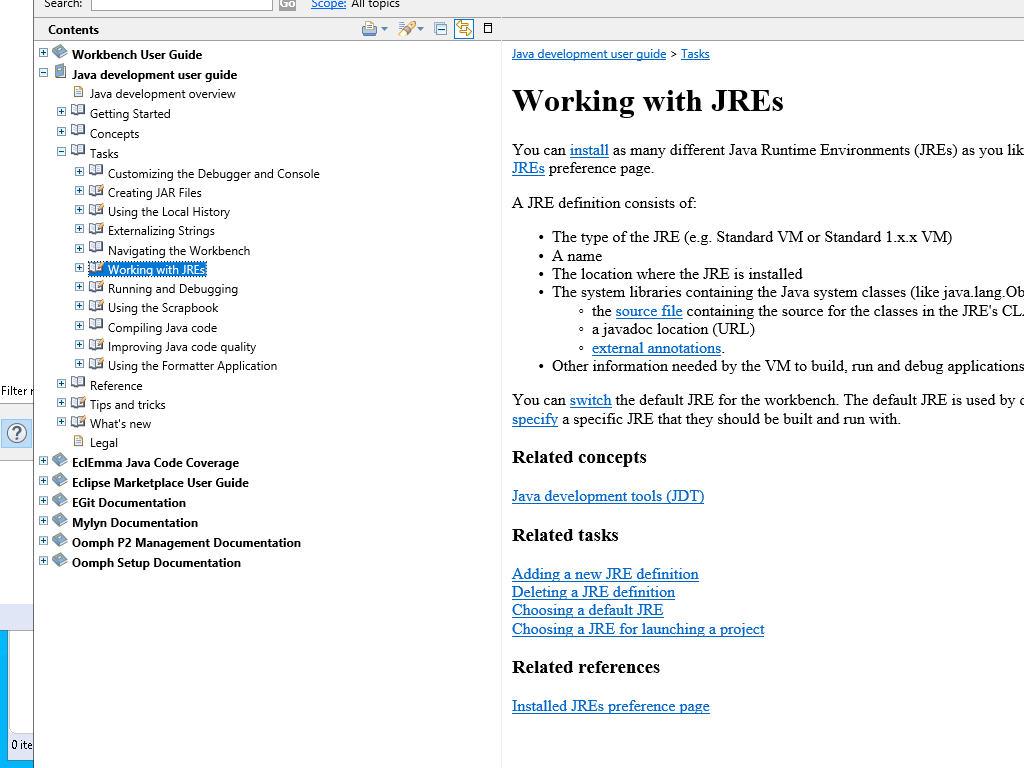 Search:
Go
Scope: All topics
Contents
Workbench User Guide
Java development user guide
Java development overview
Getting Started
Concepts
Tasks
Customizing the Debugger and Console
Creating JAR Files
Using the Local History
Externalizing Strings
Navigating the Workbench
Working with JREs
Running and Debugging
Using the Scrapbook
Compiling Java code
Improving Java code quality
Using the Formatter Application
Reference
Tips and tricks
What's new
Legal
EclEmma Java Code Coverage
Eclipse Marketplace User Guide
EGit Documentation
Mylyn Documentation
Oomph P2 Management Documentation
Oomph Setup Documentation
Filter
0 ite
Java development user guide > Tasks
Working with JREs
You can install as many different Java Runtime Environments (JREs) as you lik
JREs preference page.
A JRE definition consists of:
• The type of the JRE (e.g. Standard VM or Standard 1.x.x VM)
• A name
• The location where the JRE is installed
• The system libraries containing the Java system classes (like java.lang.Ob
◦ the source file containing the source for the classes in the JRE's CLA
◦ a javadoc location (URL)
◦ external annotations.
• Other information needed by the VM to build, run and debug applications
You can switch the default JRE for the workbench. The default JRE is used by
specify a specific JRE that they should be built and run with.
Related concepts
Java development tools (JDT)
Related tasks
Adding a new JRE definition
Deleting a JRE definition
Choosing a default JRE
Choosing a JRE for launching a project
Related references
Installed JREs preference page